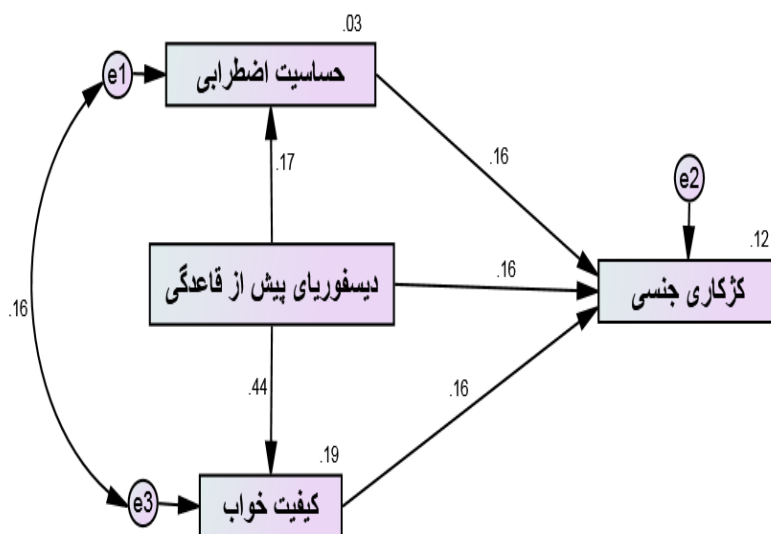 .03
e1
حساسیت اضطرابی
.17
.16
e2
.12
دیسفوریای پیش از قاعدگی
.16
کژکاری جنسی
.16
.44
.16
.19
e3
کیفیت خواب